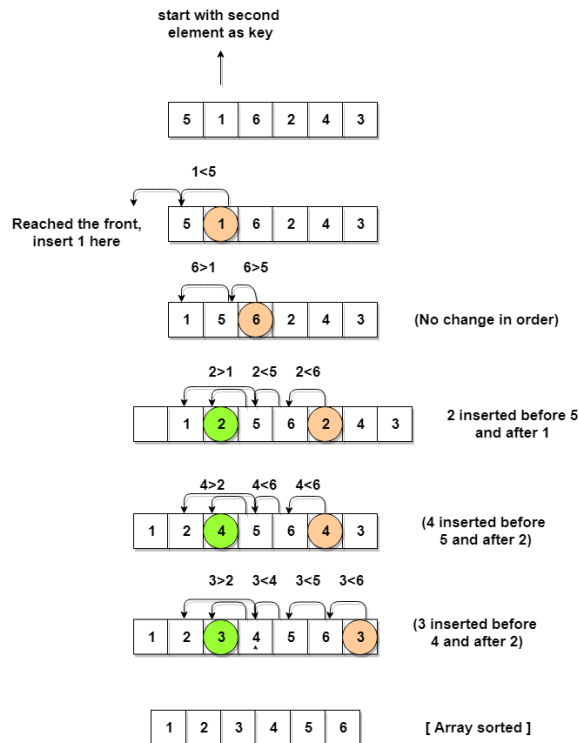 start with second
element as key
5 1 6 2 4 3
1<5
Reached the front,
insert 1 here
5 1 6 2 4 3
6>1 6>5
1 5 6 2 4 3
(No change in order)
2>1 2<5 2<6
1 2 5 6 2 4 3
2 inserted before 5
and after 1
4>2 4<6 4<6
1 2 4 5 6 4 3
(4 inserted before
5 and after 2)
3>2 3<4 3<5 3<6
1 2 3 4 5 6 3
(3 inserted before
4 and after 2)
1 2 3 4 5 6
[ Array sorted ]